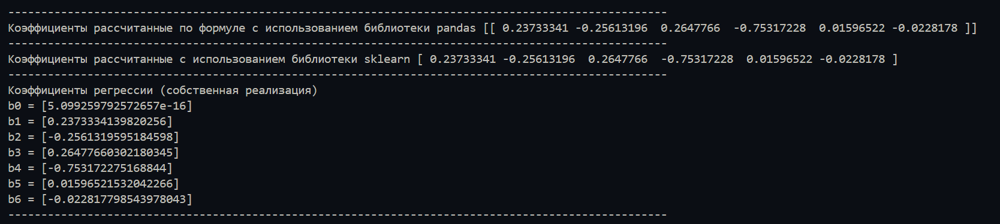 ----------------------------------------------------------------------------------------------------
Коэффициенты рассчитанные по формуле с использованием библиотеки pandas [[ 0.23733341 -0.25613196  0.2647766  -0.75317228  0.01596522 -0.0228178 ]]
----------------------------------------------------------------------------------------------------
Коэффициенты рассчитанные с использованием библиотеки sklearn [ 0.23733341 -0.25613196  0.2647766  -0.75317228  0.01596522 -0.0228178 ]
----------------------------------------------------------------------------------------------------
Коэффициенты регрессии (собственная реализация)
b0 = [5.099259792572657e-16]
b1 = [0.2373334139820256]
b2 = [-0.2561319595184598]
b3 = [0.26477660302180345]
b4 = [-0.753172275168844]
b5 = [0.01596521532042266]
b6 = [-0.022817798543978043]
----------------------------------------------------------------------------------------------------